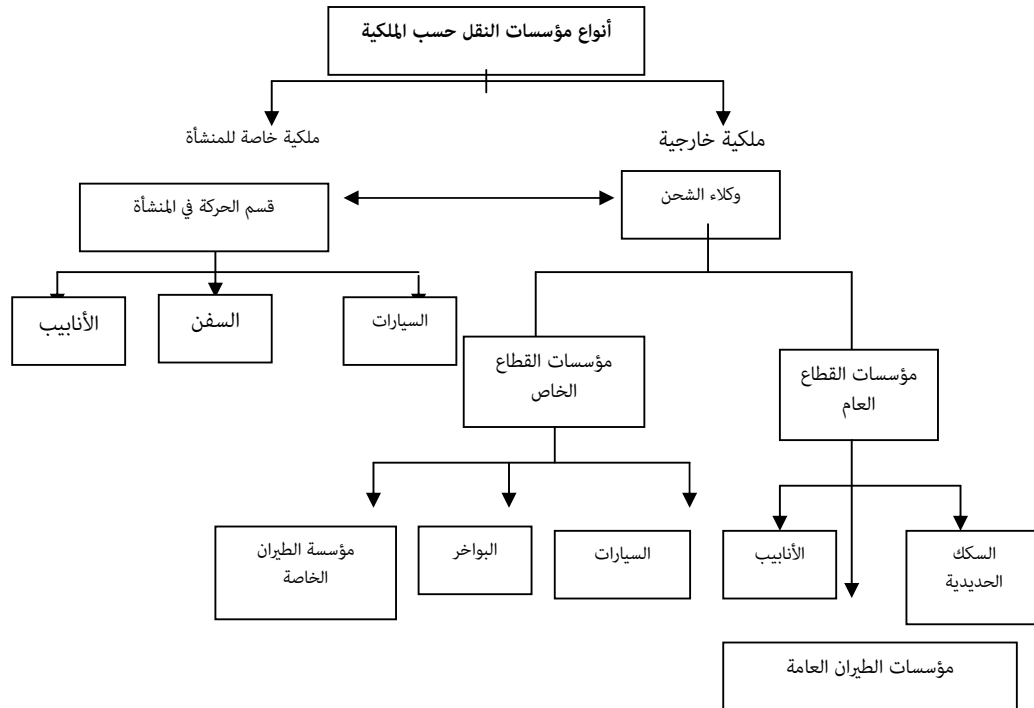 أنواع مؤسسات النقل حسب الملكية
ملكية خارجية
ملكية خاصة للمنشأة
وكلاء الشحن
قسم الحركة في المنشأة
السيارات
السفن
الأنابيب
مؤسسات القطاع
العام
مؤسسات القطاع
الخاص
السكك
الحديدية
الأنابيب
السيارات
البواخر
مؤسسة الطيران
الخاصة
مؤسسات الطيران العامة